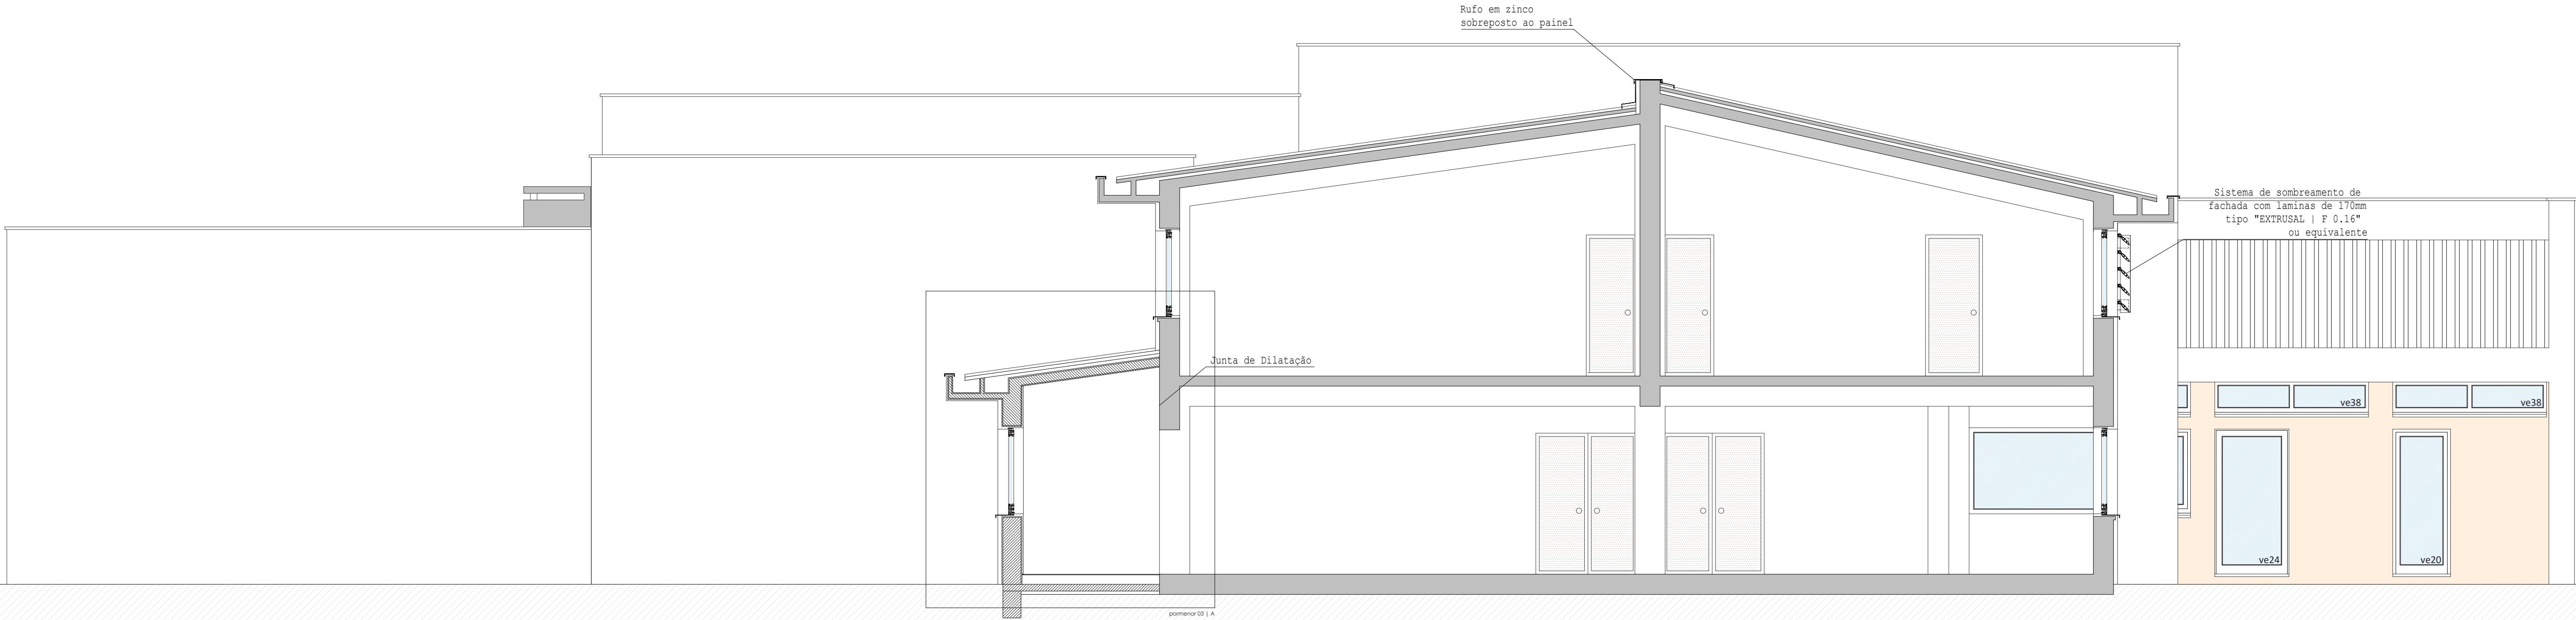 Rufo em zinco
sobreposto ao painel
Sistema de sombreamento de
fachada com laminas de 170mm
tipo "EXTRUSAL | F 0.16"
ou equivalente
Junta de Dilatação
ve38
ve38
ve24
ve20
pormenor 03 | A